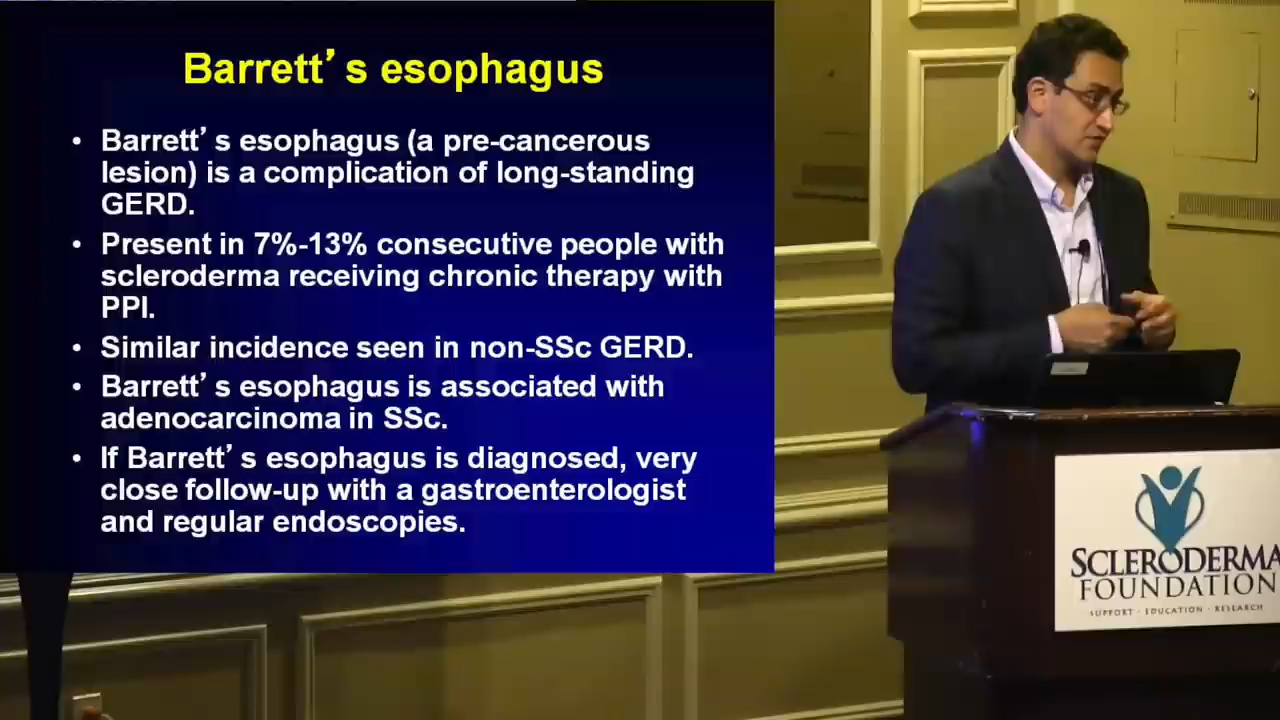 Barrett’s esophagus
• Barrett’s esophagus (a pre-cancerous
lesion) is a complication of long-standing
GERD.
• Present in 7%-13% consecutive people with
scleroderma receiving chronic therapy with
PPI.
• Similar incidence seen in non-SSc GERD.
• Barrett’s esophagus is associated with
adenocarcinoma in SSc.
• If Barrett’s esophagus is diagnosed, very
close follow-up with a gastroenterologist
and regular endoscopies.
SCLERODERMA
FOUNDATION
SUPPORT · EDUCATION · RESEARCH